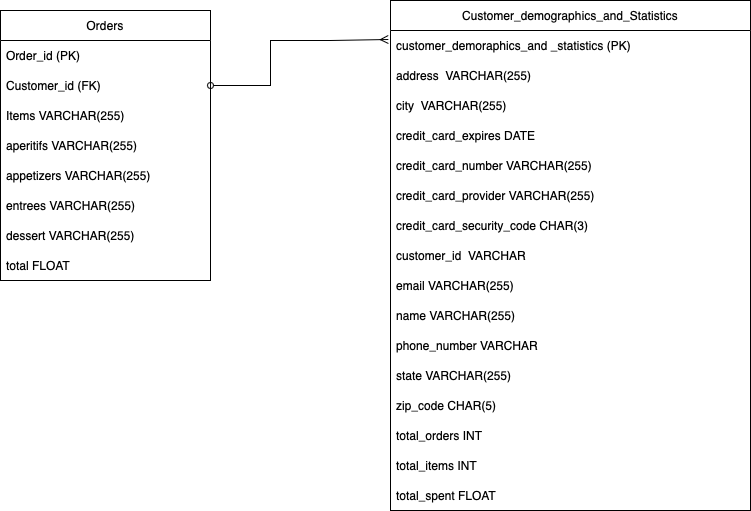 Orders
Order_id (PK)
Customer_id (FK)
Items VARCHAR(255)
aperitifs VARCHAR(255)
appetizers VARCHAR(255)
entrees VARCHAR(255)
dessert VARCHAR(255)
total FLOAT
Customer_demographics_and_Statistics
customer_demoraphics_and _statistics (PK)
address  VARCHAR(255)
city  VARCHAR(255)
credit_card_expires DATE
credit_card_number VARCHAR(255)
credit_card_provider VARCHAR(255)
credit_card_security_code CHAR(3)
customer_id  VARCHAR
email VARCHAR(255)
name VARCHAR(255)
phone_number VARCHAR
state VARCHAR(255)
zip_code CHAR(5)
total_orders INT
total_items INT
total_spent FLOAT